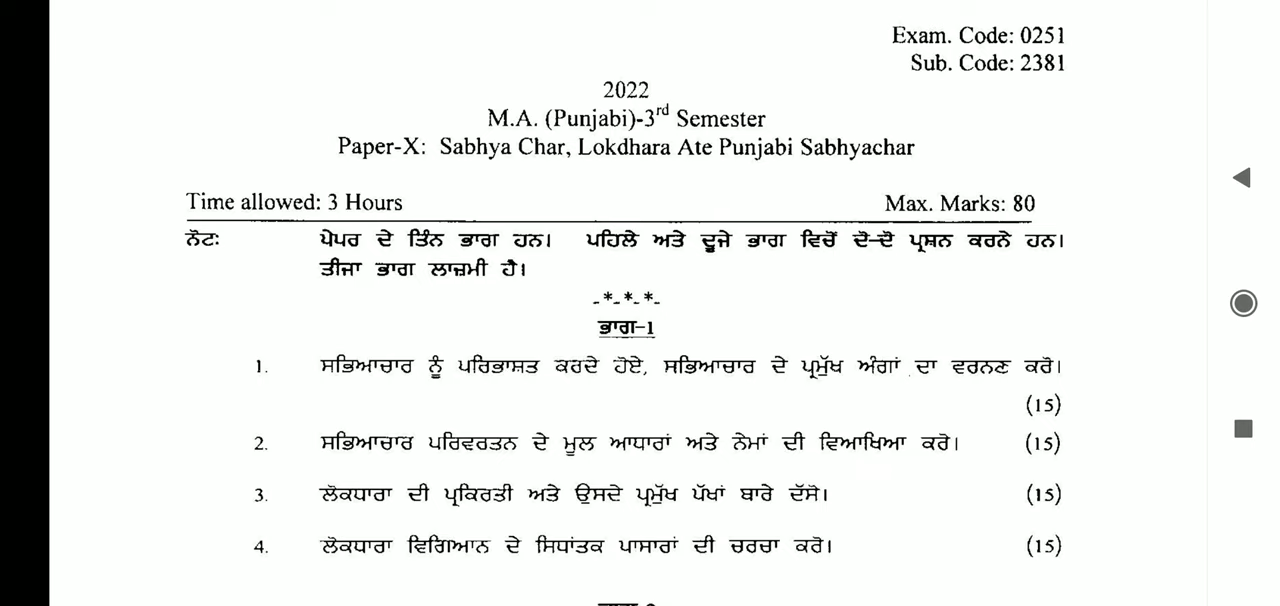 Exam. Code: 0251
Sub. Code: 2381
2022
M.A. (Punjabi)-3rd Semester
Paper-X: Sabhya Char, Lokdhara Ate Punjabi Sabhyachar
Time allowed: 3 Hours Max. Marks: 80
ਨੋਟ: ਪੇਪਰ ਦੇ ਤਿੰਨ ਭਾਗ ਹਨ। ਪਹਿਲੇ ਅਤੇ ਦੂਜੇ ਭਾਗ ਵਿਚੋਂ ਦੋ-ਦੋ ਪ੍ਰਸ਼ਨ ਕਰਨੇ ਹਨ।
ਤੀਜਾ ਭਾਗ ਲਾਜ਼ਮੀ ਹੈ।
-*-*-*-
ਭਾਗ-1
1. ਸਭਿਆਚਾਰ ਨੂੰ ਪਰਿਭਾਸ਼ਤ ਕਰਦੇ ਹੋਏ, ਸਭਿਆਚਾਰ ਦੇ ਪ੍ਰਮੁੱਖ ਅੰਗਾਂ ਦਾ ਵਰਨਣ ਕਰੋ।
(15)
2. ਸਭਿਆਚਾਰ ਪਰਿਵਰਤਨ ਦੇ ਮੂਲ ਆਧਾਰਾਂ ਅਤੇ ਨੇਮਾਂ ਦੀ ਵਿਆਖਿਆ ਕਰੋ। (15)
3. ਲੋਕਧਾਰਾ ਦੀ ਪ੍ਰਕਿਰਤੀ ਅਤੇ ਉਸਦੇ ਪ੍ਰਮੁੱਖ ਪੱਖਾਂ ਬਾਰੇ ਦੱਸੋ। (15)
4. ਲੋਕਧਾਰਾ ਵਿਗਿਆਨ ਦੇ ਸਿਧਾਂਤਕ ਪਾਸਾਰਾਂ ਦੀ ਚਰਚਾ ਕਰੋ। (15)